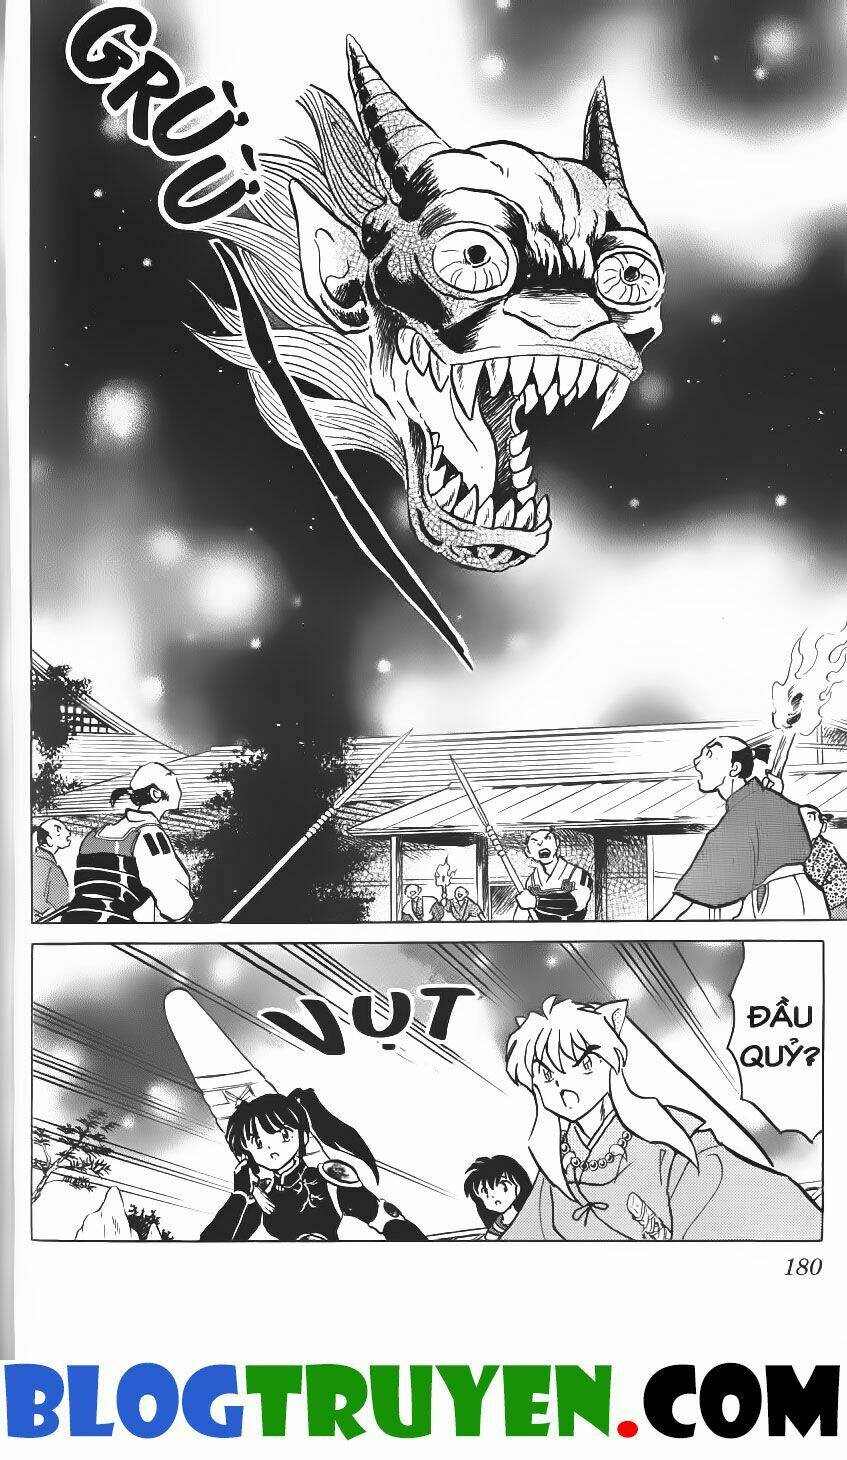 GRỪ Ừ
VỤT
ĐẦU
QUỶ?
180
BLOGTRUYEN.COM